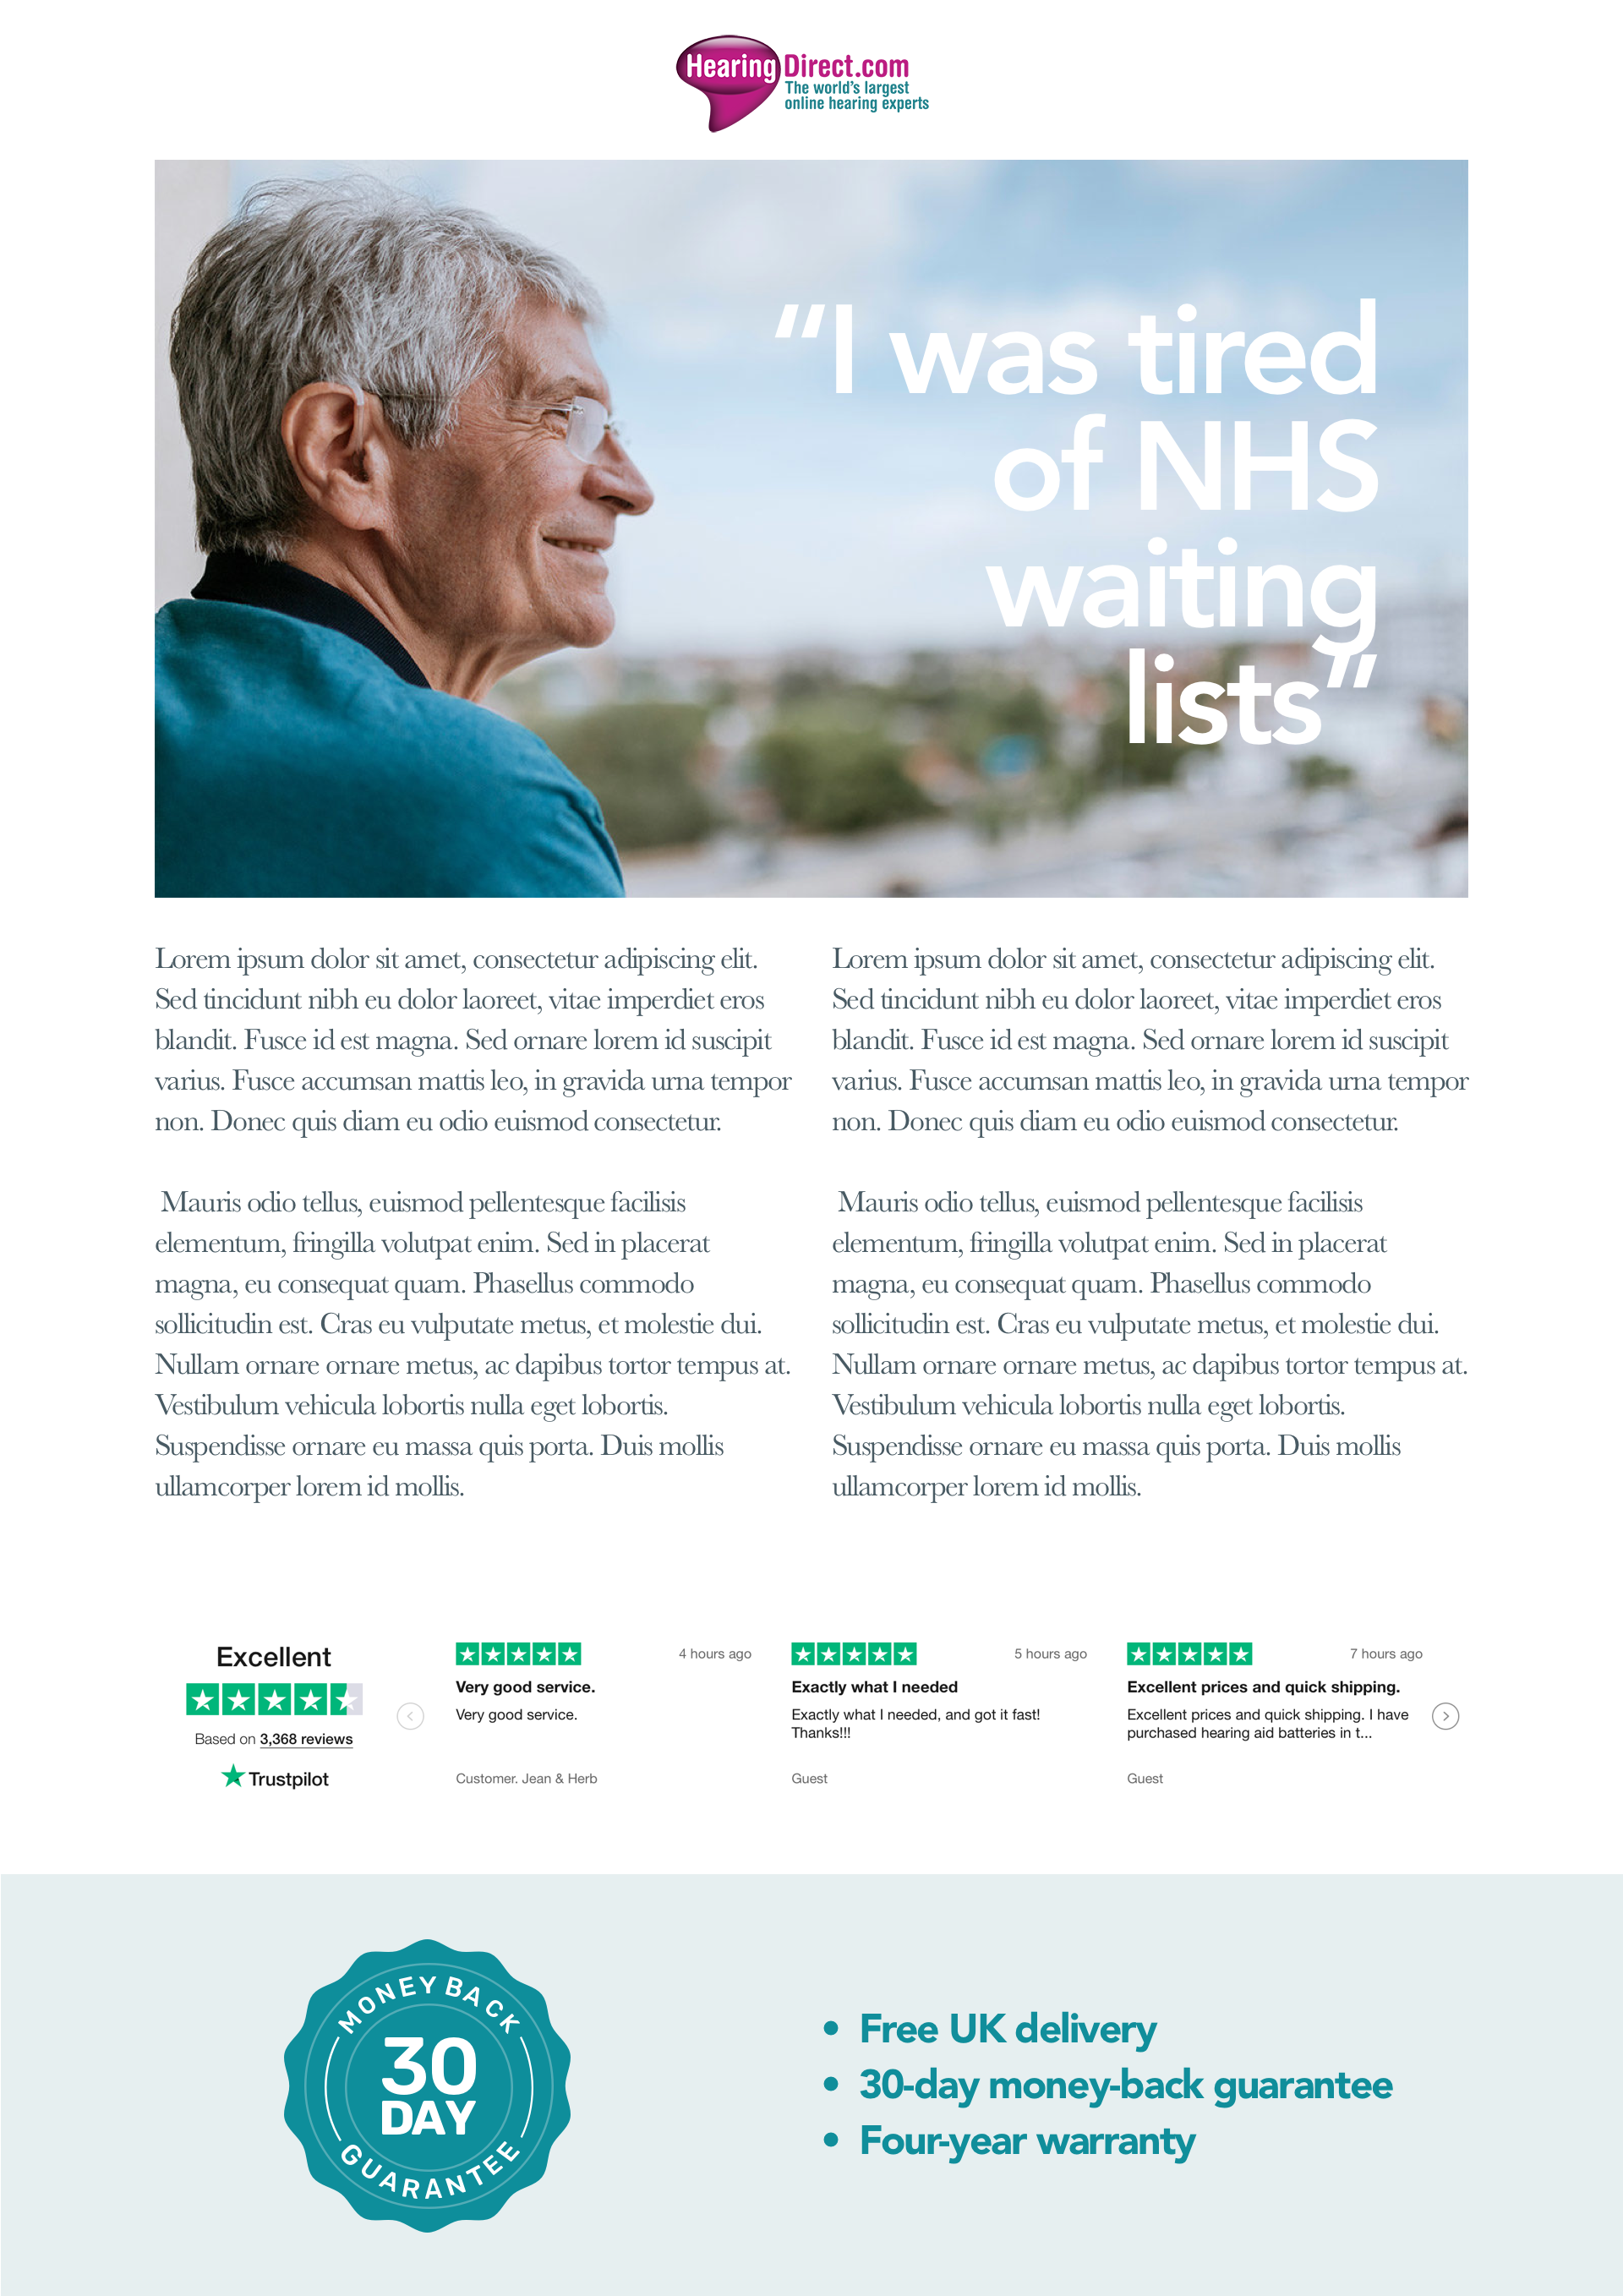 Hearing Direct.com
The world's largest
online hearing experts
“I was tired
of NHS
waiting
lists”
Lorem ipsum dolor sit amet, consectetur adipiscing elit.
Sed tincidunt nibh eu dolor laoreet, vitae imperdiet eros
blandit. Fusce id est magna. Sed ornare lorem id suscipit
varius. Fusce accumsan mattis leo, in gravida urna tempor
non. Donec quis diam eu odio euismod consectetur.
Mauris odio tellus, euismod pellentesque facilisis
elementum, fringilla volutpat enim. Sed in placerat
magna, eu consequat quam. Phasellus commodo
sollicitudin est. Cras eu vulputate metus, et molestie dui.
Nullam ornare ornare metus, ac dapibus tortor tempus at.
Vestibulum vehicula lobortis nulla eget lobortis.
Suspendisse ornare eu massa quis porta. Duis mollis
ullamcorper lorem id mollis.
Lorem ipsum dolor sit amet, consectetur adipiscing elit.
Sed tincidunt nibh eu dolor laoreet, vitae imperdiet eros
blandit. Fusce id est magna. Sed ornare lorem id suscipit
varius. Fusce accumsan mattis leo, in gravida urna tempor
non. Donec quis diam eu odio euismod consectetur.
Mauris odio tellus, euismod pellentesque facilisis
elementum, fringilla volutpat enim. Sed in placerat
magna, eu consequat quam. Phasellus commodo
sollicitudin est. Cras eu vulputate metus, et molestie dui.
Nullam ornare ornare metus, ac dapibus tortor tempus at.
Vestibulum vehicula lobortis nulla eget lobortis.
Suspendisse ornare eu massa quis porta. Duis mollis
ullamcorper lorem id mollis.
Excellent
Based on 3,368 reviews
Trustpilot
4 hours ago
Very good service.
Very good service.
Customer. Jean & Herb
5 hours ago
Exactly what I needed
Exactly what I needed, and got it fast!
Thanks!!!
Guest
7 hours ago
Excellent prices and quick shipping.
Excellent prices and quick shipping. I have
purchased hearing aid batteries in t...
Guest
MONEY BACK
30
DAY
GUARANTEE
• Free UK delivery
• 30-day money-back guarantee
• Four-year warranty